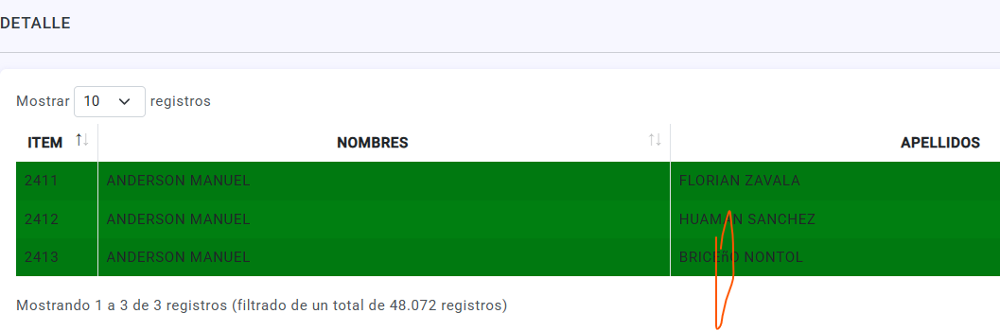 DETALLE
Mostrar 10 registros
ITEM NOMBRES APELLIDOS
2411 ANDERSON MANUEL FLORIAN ZAVALA
2412 ANDERSON MANUEL HUAMAN SANCHEZ
2413 ANDERSON MANUEL BRICEñO NONTOL
Mostrando 1 a 3 de 3 registros (filtrado de un total de 48.072 registros)